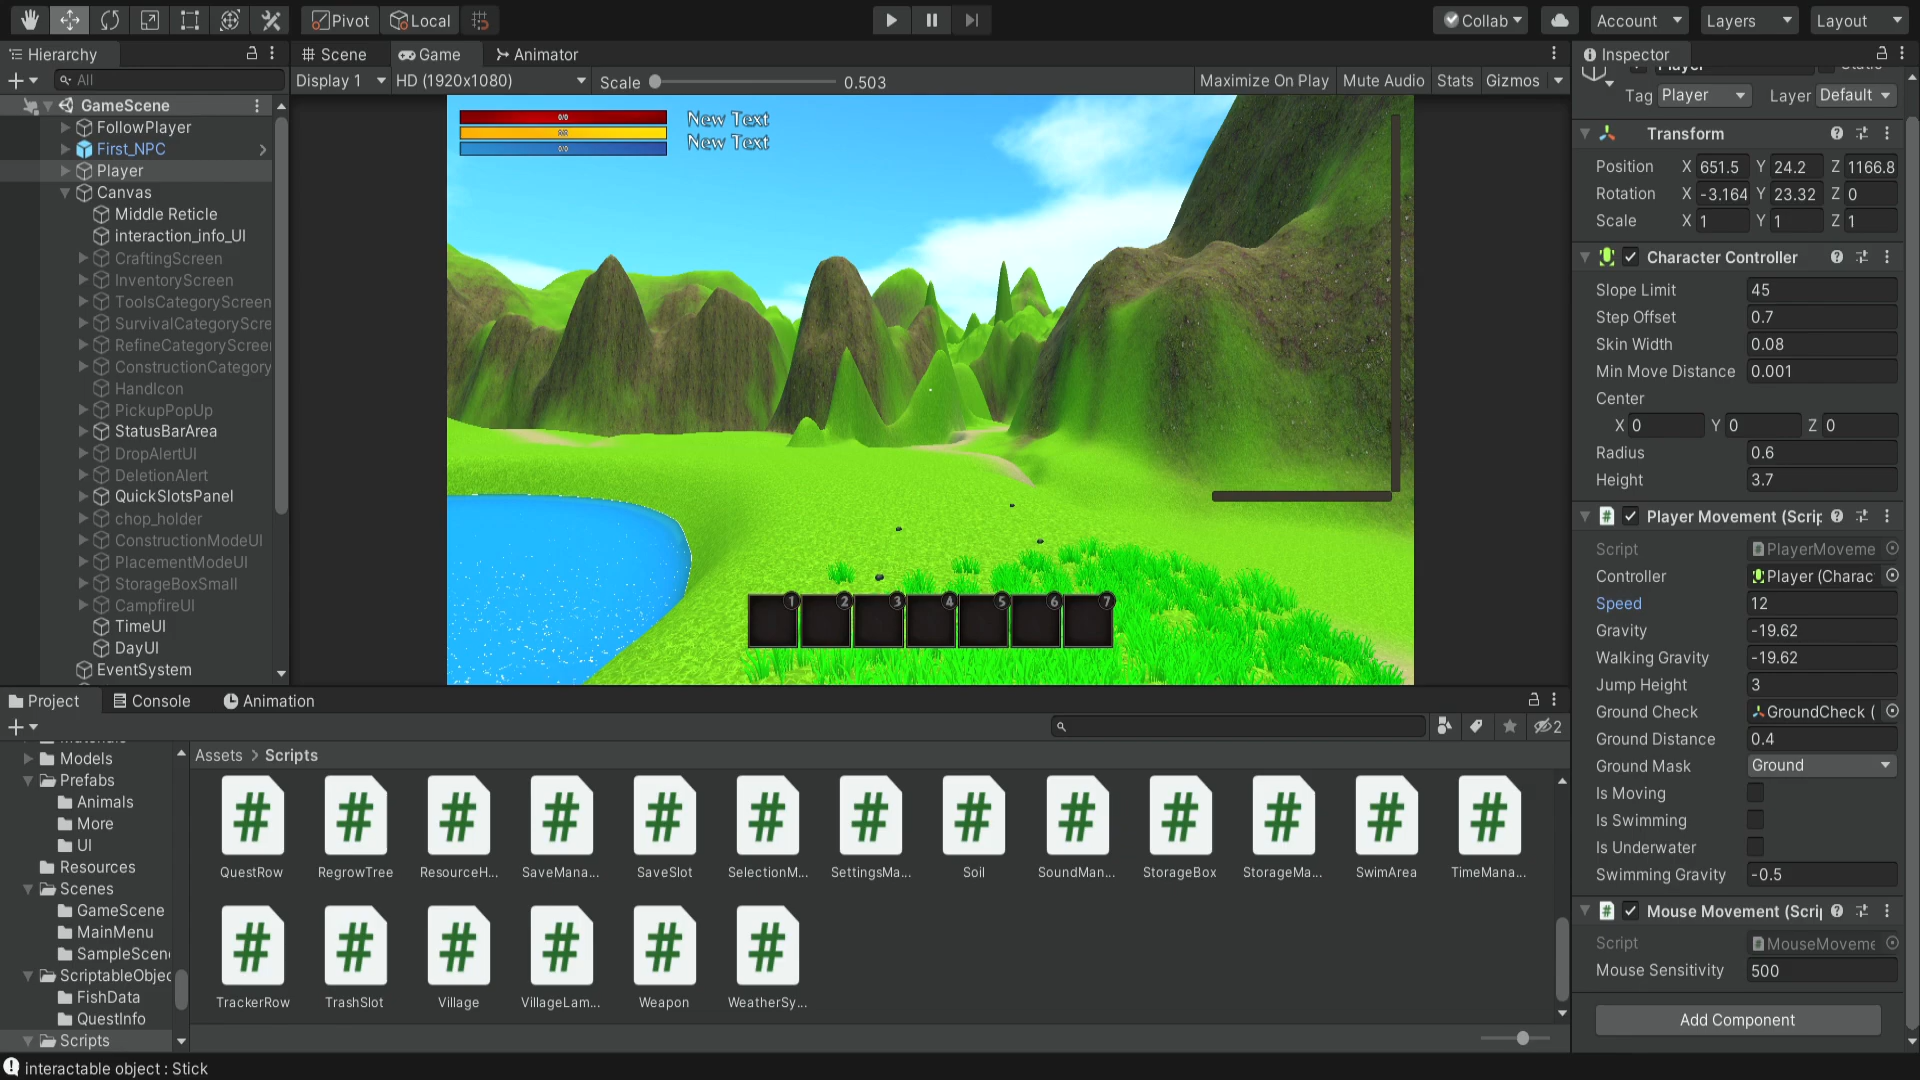 Pivot
Local
Collab
Account
Layers
Layout
Hierarchy
All
GameScene
FollowPlayer
First_NPC
Player
Canvas
Middle Reticle
interaction_info_UI
CraftingScreen
InventoryScreen
ToolsCategoryScreen
SurvivalCategoryScre
RefineCategoryScree
ConstructionCategory
HandIcon
PickupPopUp
StatusBarArea
DropAlertUI
DeletionAlert
QuickSlotsPanel
chop_holder
ConstructionModeUI
PlacementModeUI
StorageBoxSmall
CampfireUI
TimeUI
DayUI
EventSystem
Scene
Game
Animator
Display 1
HD (1920x1080)
Scale
0.503
Maximize On Play
Mute Audio
Stats
Gizmos
0/0
0/0
0/0
New Text
New Text
1
2
3
4
5
6
7
Inspector
Tag
Player
Layer
Default
Transform
Position X 651.5 Y 24.2 Z 1166.8
Rotation X -3.164 Y 23.32 Z 0
Scale X 1 Y 1 Z 1
Character Controller
Slope Limit 45
Step Offset 0.7
Skin Width 0.08
Min Move Distance 0.001
Center
X 0 Y 0 Z 0
Radius 0.6
Height 3.7
# Player Movement (Scrip
Script PlayerMoveme
Controller Player (Charac
Speed 12
Gravity -19.62
Walking Gravity -19.62
Jump Height 3
Ground Check GroundCheck (
Ground Distance 0.4
Ground Mask Ground
Is Moving
Is Swimming
Is Underwater
Swimming Gravity -0.5
# Mouse Movement (Scri
Script MouseMoveme
Mouse Sensitivity 500
Add Component
Project
Console
Animation
2
Models
Prefabs
Animals
More
UI
Resources
Scenes
GameScene
MainMenu
SampleScen
ScriptableObjec
FishData
QuestInfo
Scripts
Assets > Scripts
# # # # # # # # # # # # #
QuestRow RegrowTree ResourceH... SaveMana... SaveSlot SelectionM... SettingsMa... Soil SoundMan... StorageBox StorageMa... SwimArea TimeMana...
# # # # # #
TrackerRow TrashSlot Village VillageLam... Weapon WeatherSy...
interactable object : Stick